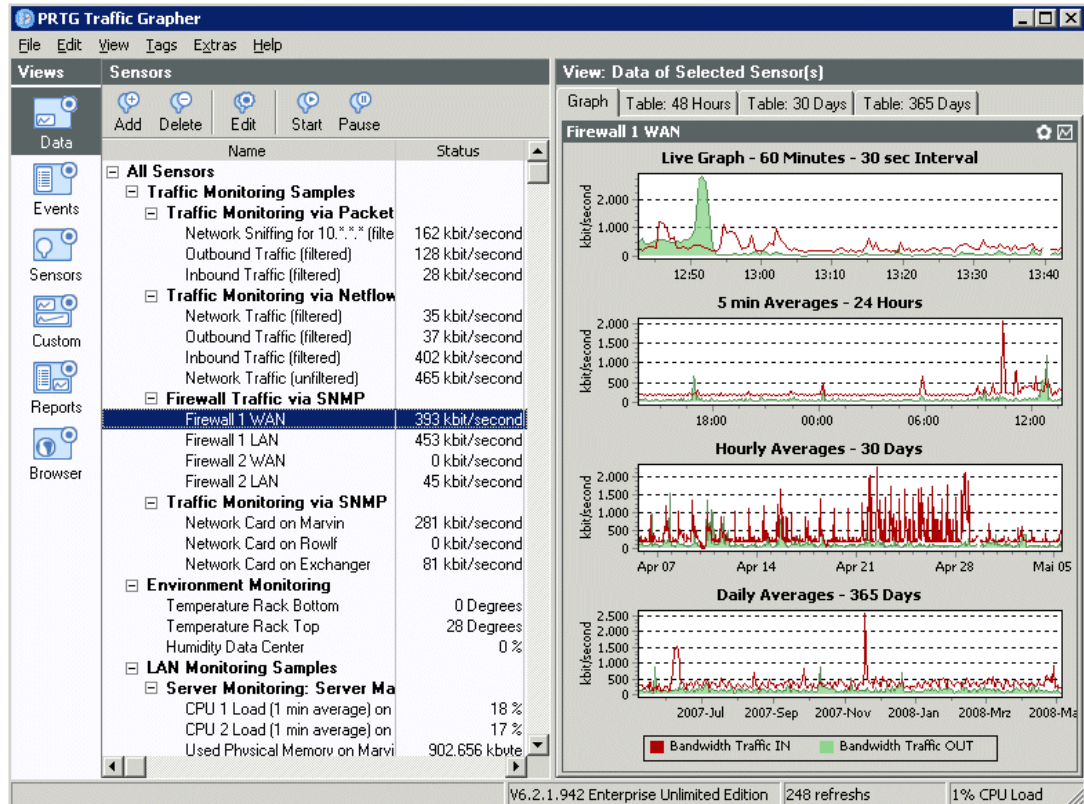 PRTG Traffic Grapher
File Edit View Tags Extras Help
Views
Data
Events
Sensors
Custom
Reports
Browser
Sensors
Add Delete Edit Start Pause
Name Status
All Sensors
Traffic Monitoring Samples
Traffic Monitoring via Packet
Network Sniffing for 10.*.*.* (filte 162 kbit/second
Outbound Traffic (filtered) 128 kbit/second
Inbound Traffic (filtered) 28 kbit/second
Traffic Monitoring via Netflow
Network Traffic (filtered) 35 kbit/second
Outbound Traffic (filtered) 37 kbit/second
Inbound Traffic (filtered) 402 kbit/second
Network Traffic (unfiltered) 465 kbit/second
Firewall Traffic via SNMP
Firewall 1 WAN 393 kbit/second
Firewall 1 LAN 453 kbit/second
Firewall 2 WAN 0 kbit/second
Firewall 2 LAN 45 kbit/second
Traffic Monitoring via SNMP
Network Card on Marvin 281 kbit/second
Network Card on Rowlf 0 kbit/second
Network Card on Exchanger 81 kbit/second
Environment Monitoring
Temperature Rack Bottom 0 Degrees
Temperature Rack Top 28 Degrees
Humidity Data Center 0 %
LAN Monitoring Samples
Server Monitoring: Server Ma
CPU 1 Load (1 min average) on 18 %
CPU 2 Load (1 min average) on 17 %
Used Physical Memory on Marvi 902.656 kbyte
View: Data of Selected Sensor(s)
Graph Table: 48 Hours Table: 30 Days Table: 365 Days
Firewall 1 WAN
Live Graph - 60 Minutes - 30 sec Interval
kbit/second
2.000
1.000
0
12:50 13:00 13:10 13:20 13:30 13:40
5 min Averages - 24 Hours
kbit/second
2.000
1.500
1.000
500
0
18:00 00:00 06:00 12:00
Hourly Averages - 30 Days
kbit/second
2.000
1.500
1.000
500
0
Apr 07 Apr 14 Apr 21 Apr 28 Mai 05
Daily Averages - 365 Days
kbit/second
2.500
2.000
1.500
1.000
500
0
2007-Jul 2007-Sep 2007-Nov 2008-Jan 2008-Mrz 2008-Ma
Bandwidth Traffic IN Bandwidth Traffic OUT
V6.2.1.942 Enterprise Unlimited Edition 248 refreshs 1% CPU Load